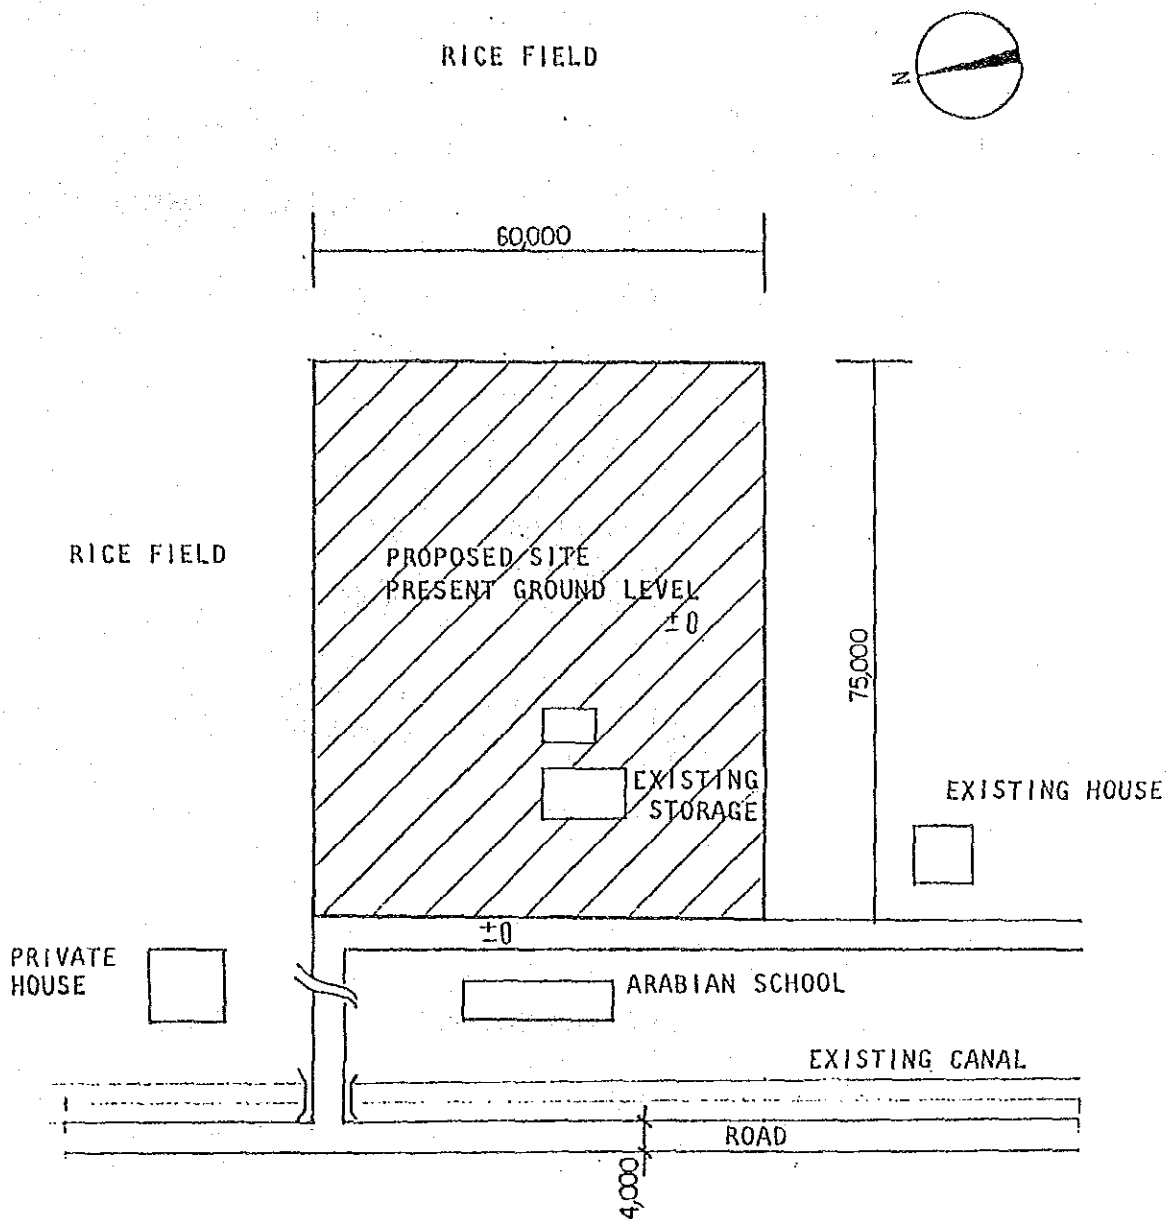 RICE FIELD
N
60,000
RICE FIELD
PROPOSED SITE
PRESENT GROUND LEVEL
±0
75,000
EXISTING
STORAGE
EXISTING HOUSE
±0
PRIVATE
HOUSE
ARABIAN SCHOOL
EXISTING CANAL
ROAD
4,000